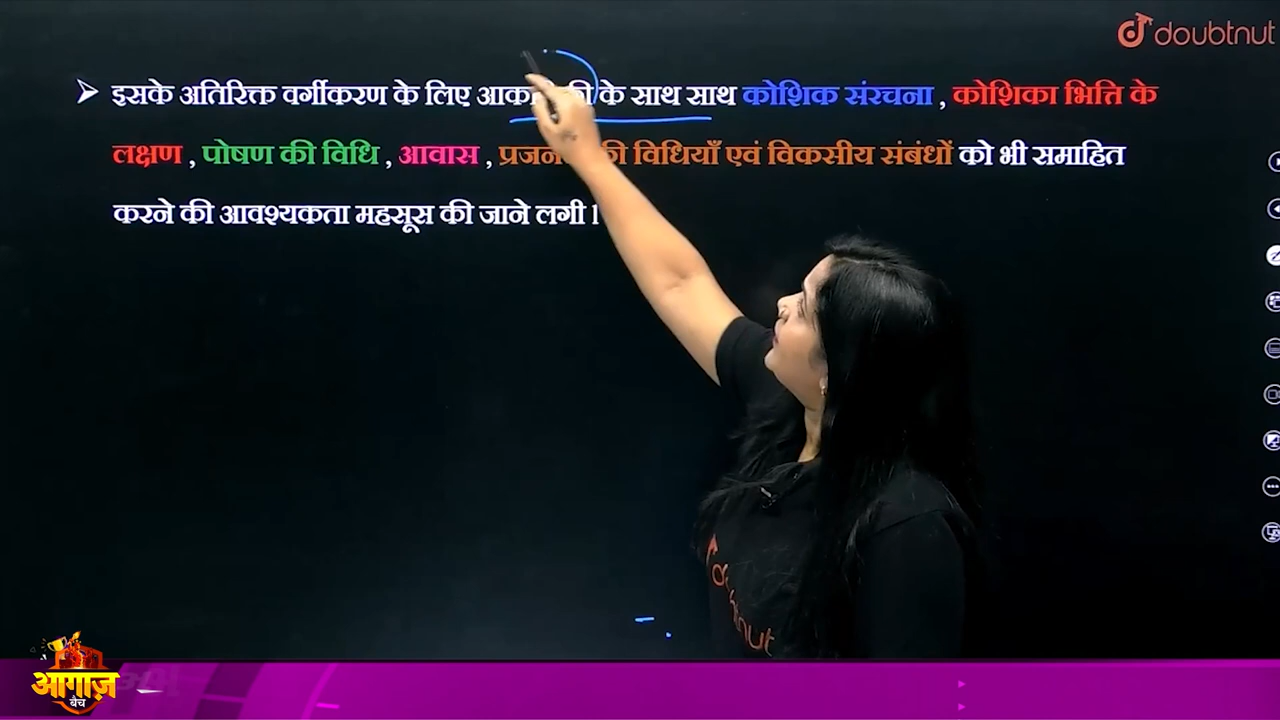 doubtnut
➤ इसके अतिरिक्त वर्गीकरण के लिए के साथ साथ कोशिक संरचना , कोशिका भित्ति के
लक्षण , पोषण की विधि , आवास , की विधियाँ एवं विकसीय संबंधों को भी समाहित
करने की आवश्यकता महसूस की जाने लगी ।
आगाज़
बैच